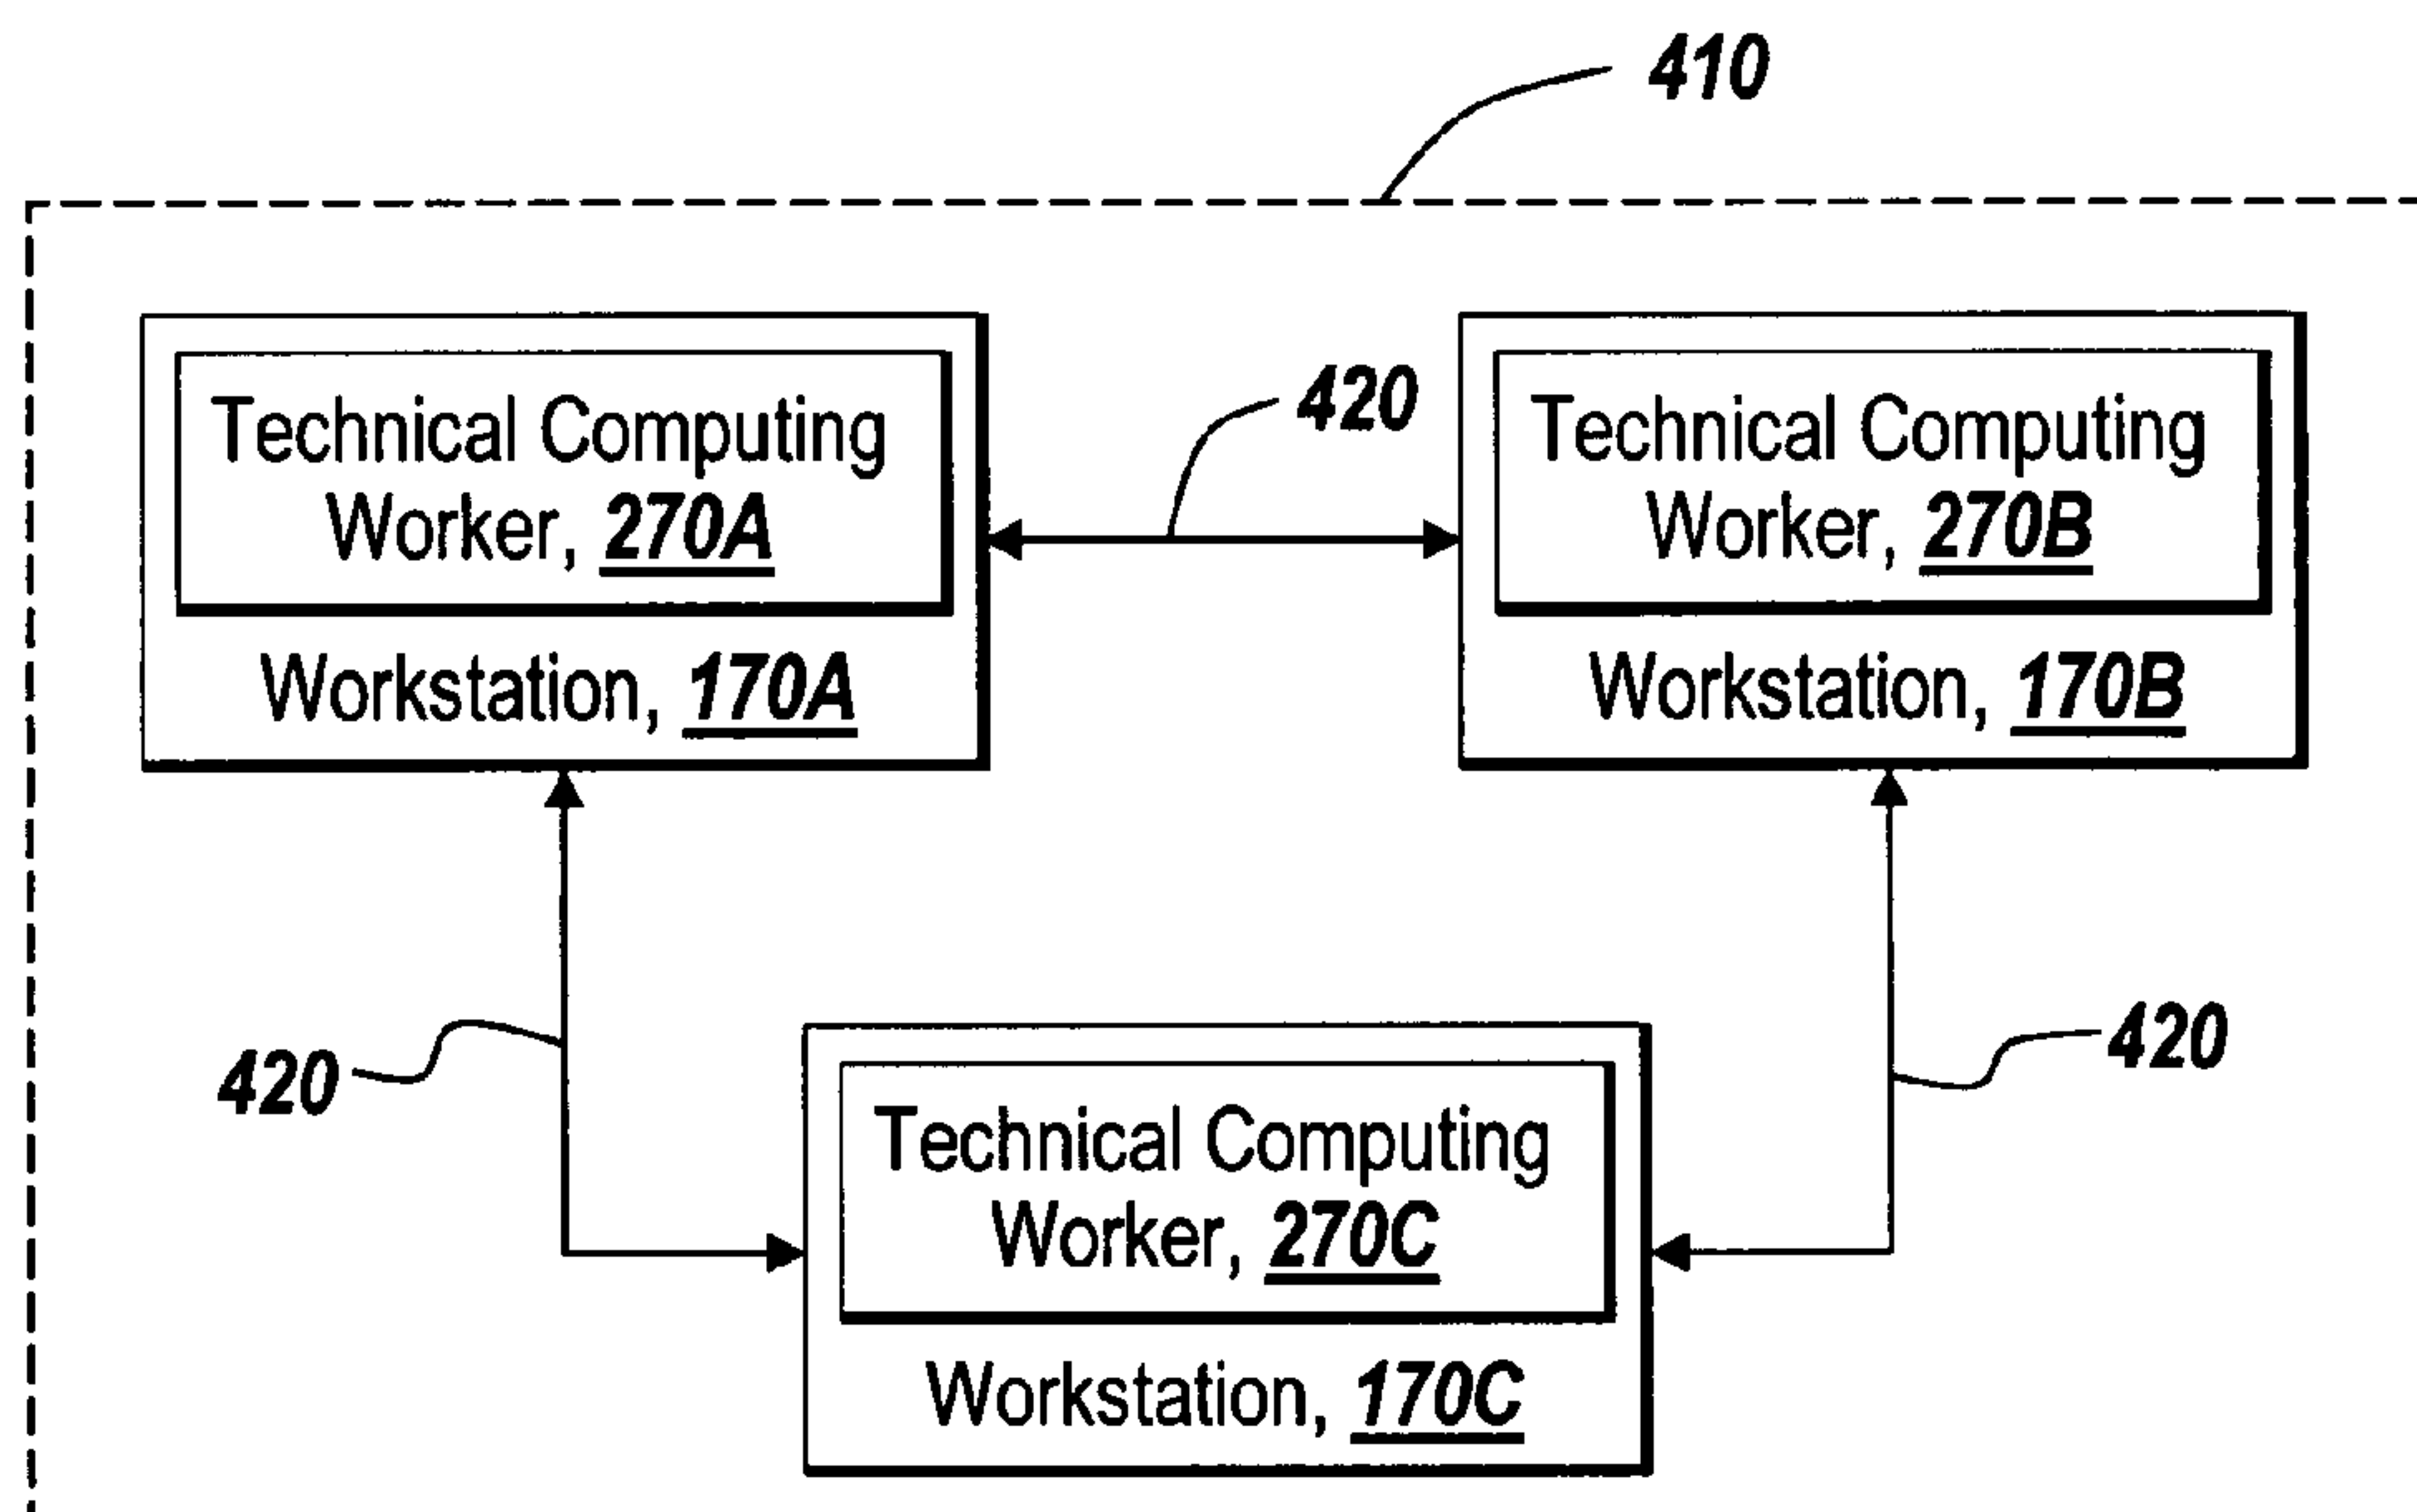 410
Technical Computing
Worker, 270A
Workstation, 170A
420
Technical Computing
Worker, 270B
Workstation, 170B
420
420
Technical Computing
Worker, 270C
Workstation, 170C